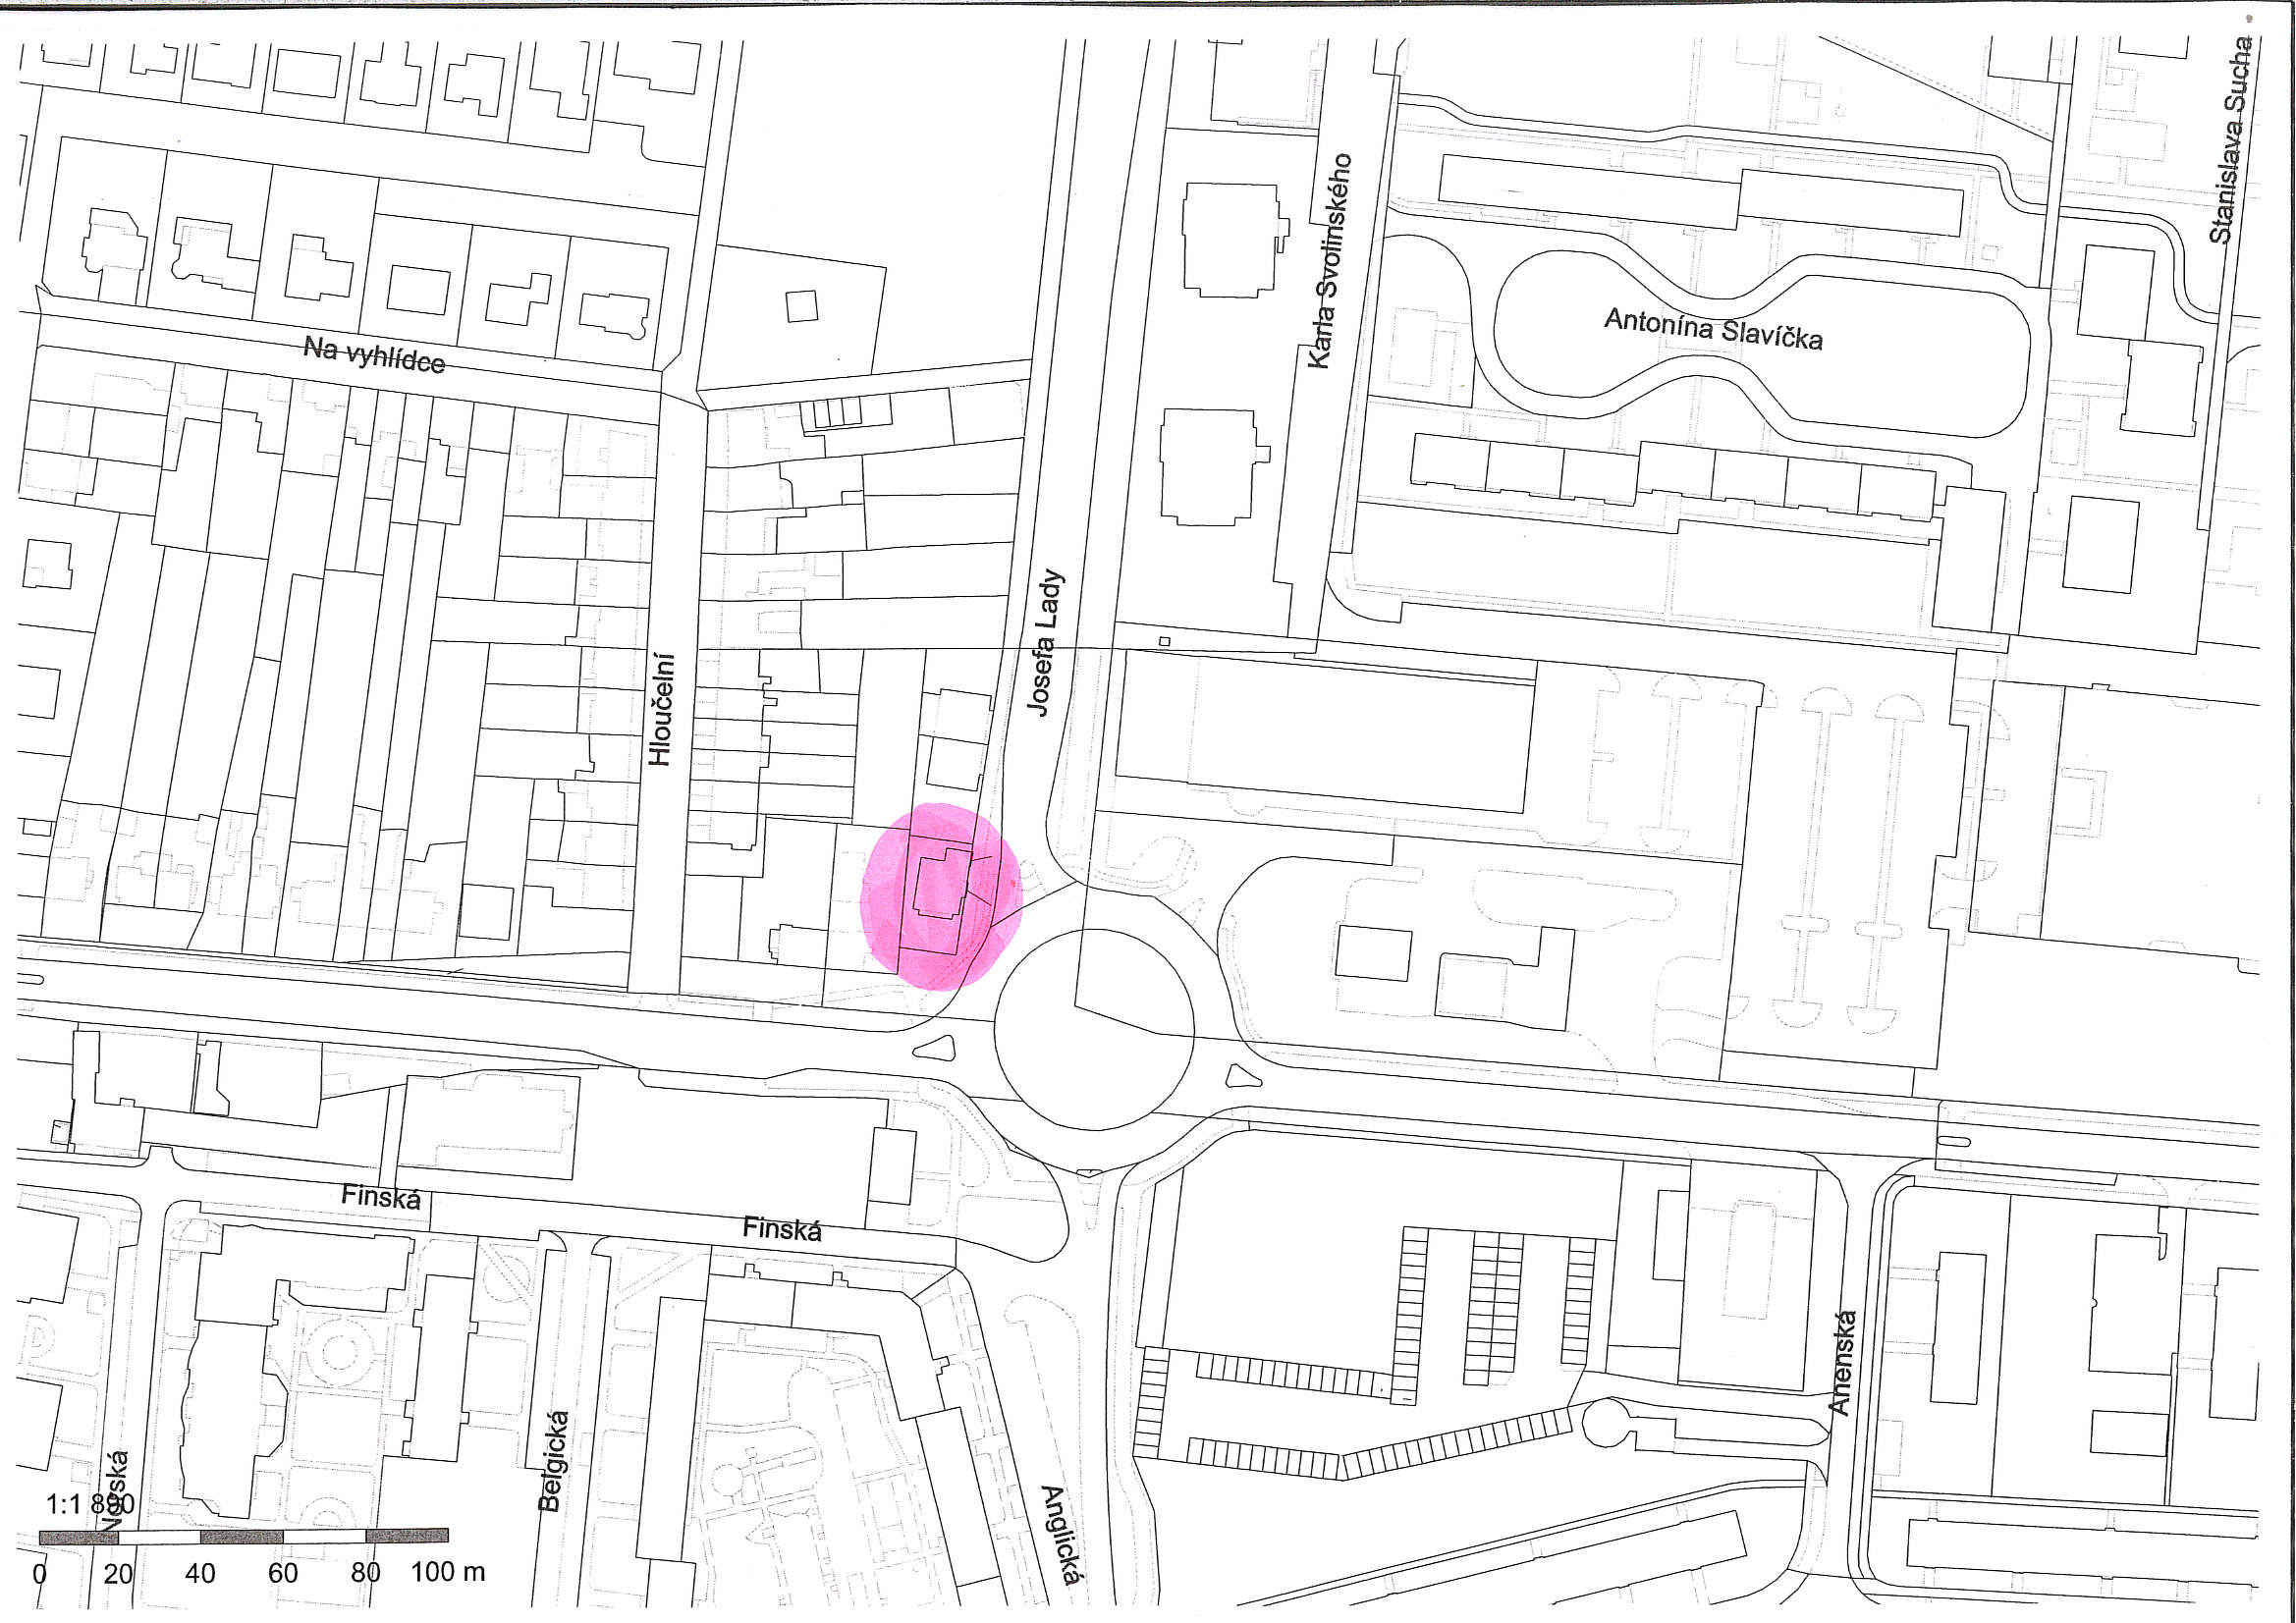 Stanislava Sucha
Karla Svolinského
Antonína Slavíčka
Na vyhlídce
Josefa Lady
Hloučelní
Finská
Finská
Anenská
Belgická
Anglická
1:1 890
0 20 40 60 80 100 m